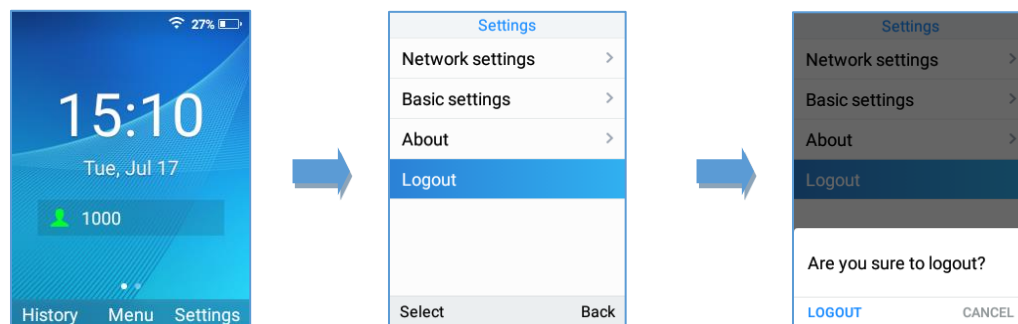 27%
15:10
Tue, Jul 17
1000
History Menu Settings
Settings
Network settings
Basic settings
About
Logout
Select Back
Settings
Network settings
Basic settings
About
Logout
Are you sure to logout?
LOGOUT CANCEL